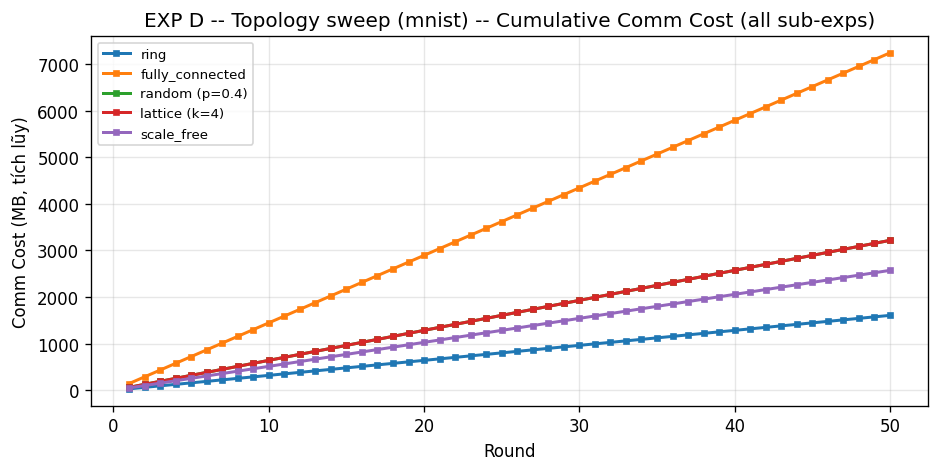 EXP D -- Topology sweep (mnist) -- Cumulative Comm Cost (all sub-exps)
ring
fully_connected
random (p=0.4)
lattice (k=4)
scale_free
Comm Cost (MB, tích lũy)
7000
6000
5000
4000
3000
2000
1000
0
0 10 20 30 40 50
Round